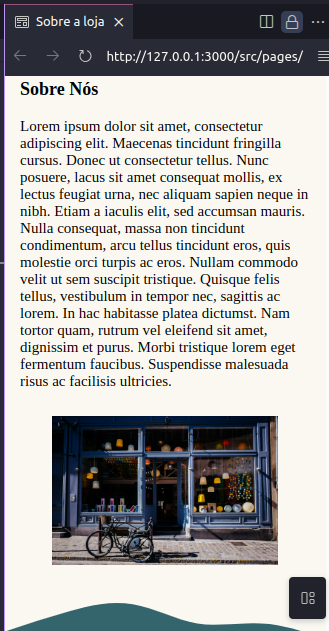 Sobre a loja
http://127.0.0.1:3000/src/pages/
Sobre Nós
Lorem ipsum dolor sit amet, consectetur
adipiscing elit. Maecenas tincidunt fringilla
cursus. Donec ut consectetur tellus. Nunc
posuere, lacus sit amet consequat mollis, ex
lectus feugiat urna, nec aliquam sapien neque in
nibh. Etiam a iaculis elit, sed accumsan mauris.
Nulla consequat, massa non tincidunt
condimentum, arcu tellus tincidunt eros, quis
molestie orci turpis ac eros. Nullam commodo
velit ut sem suscipit tristique. Quisque felis
tellus, vestibulum in tempor nec, sagittis ac
lorem. In hac habitasse platea dictumst. Nam
tortor quam, rutrum vel eleifend sit amet,
dignissim et purus. Morbi tristique lorem eget
fermentum faucibus. Suspendisse malesuada
risus ac facilisis ultricies.